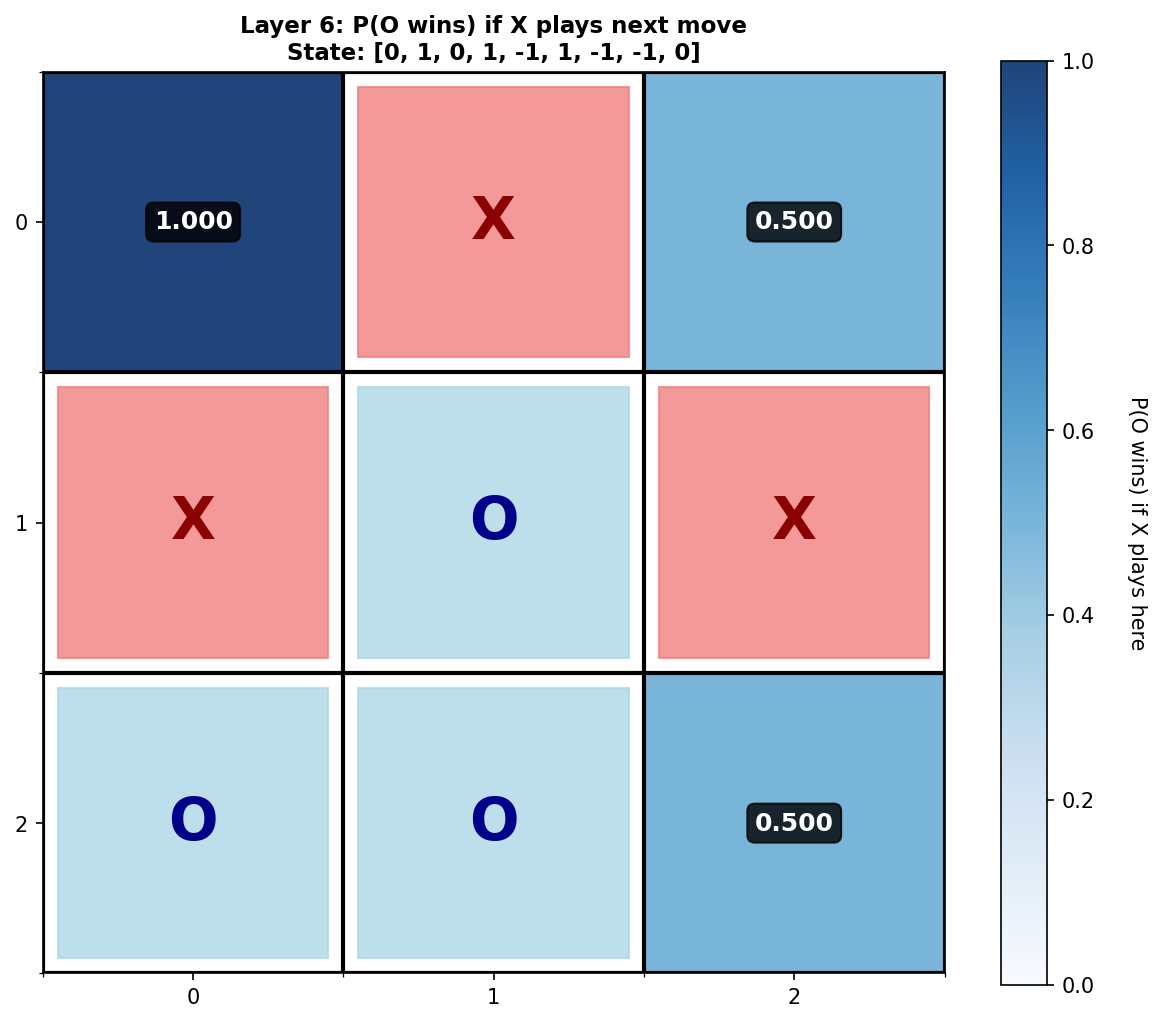 Layer 6: P(O wins) if X plays next move
State: [0, 1, 0, 1, -1, 1, -1, -1, 0]
1.0
0.8
0.6
0.4
0.2
0.0
P(O wins) if X plays here
0
1.000
X
0.500
1
X
O
X
2
O
O
0.500
0
1
2